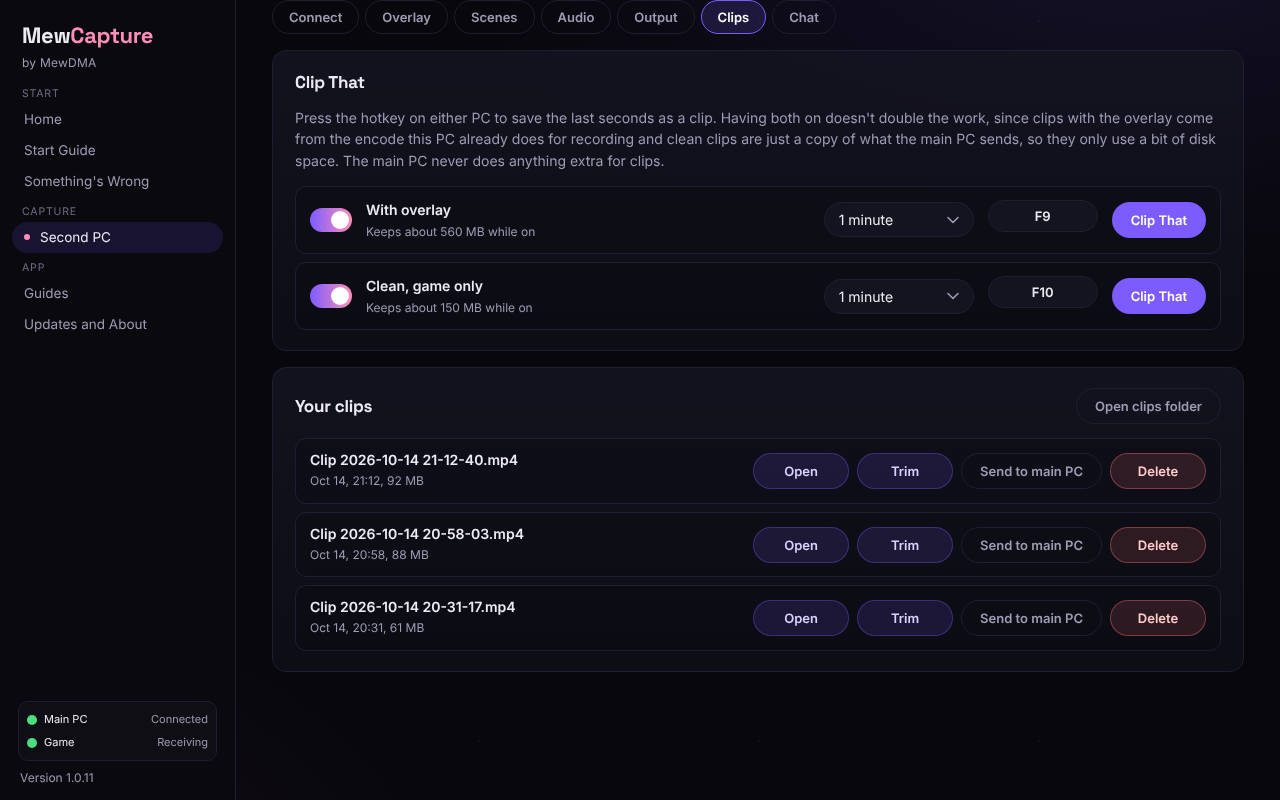 MewCapture
by MewDMA
START
Home
Start Guide
Something's Wrong
CAPTURE
Second PC
APP
Guides
Updates and About
Main PC Connected
Game Receiving
Version 1.0.11
Connect Overlay Scenes Audio Output Clips Chat
Clip That
Press the hotkey on either PC to save the last seconds as a clip. Having both on doesn't double the work, since clips with the overlay come
from the encode this PC already does for recording and clean clips are just a copy of what the main PC sends, so they only use a bit of disk
space. The main PC never does anything extra for clips.
With overlay
Keeps about 560 MB while on
1 minute F9 Clip That
Clean, game only
Keeps about 150 MB while on
1 minute F10 Clip That
Your clips Open clips folder
Clip 2026-10-14 21-12-40.mp4
Oct 14, 21:12, 92 MB
Open Trim Send to main PC Delete
Clip 2026-10-14 20-58-03.mp4
Oct 14, 20:58, 88 MB
Open Trim Send to main PC Delete
Clip 2026-10-14 20-31-17.mp4
Oct 14, 20:31, 61 MB
Open Trim Send to main PC Delete